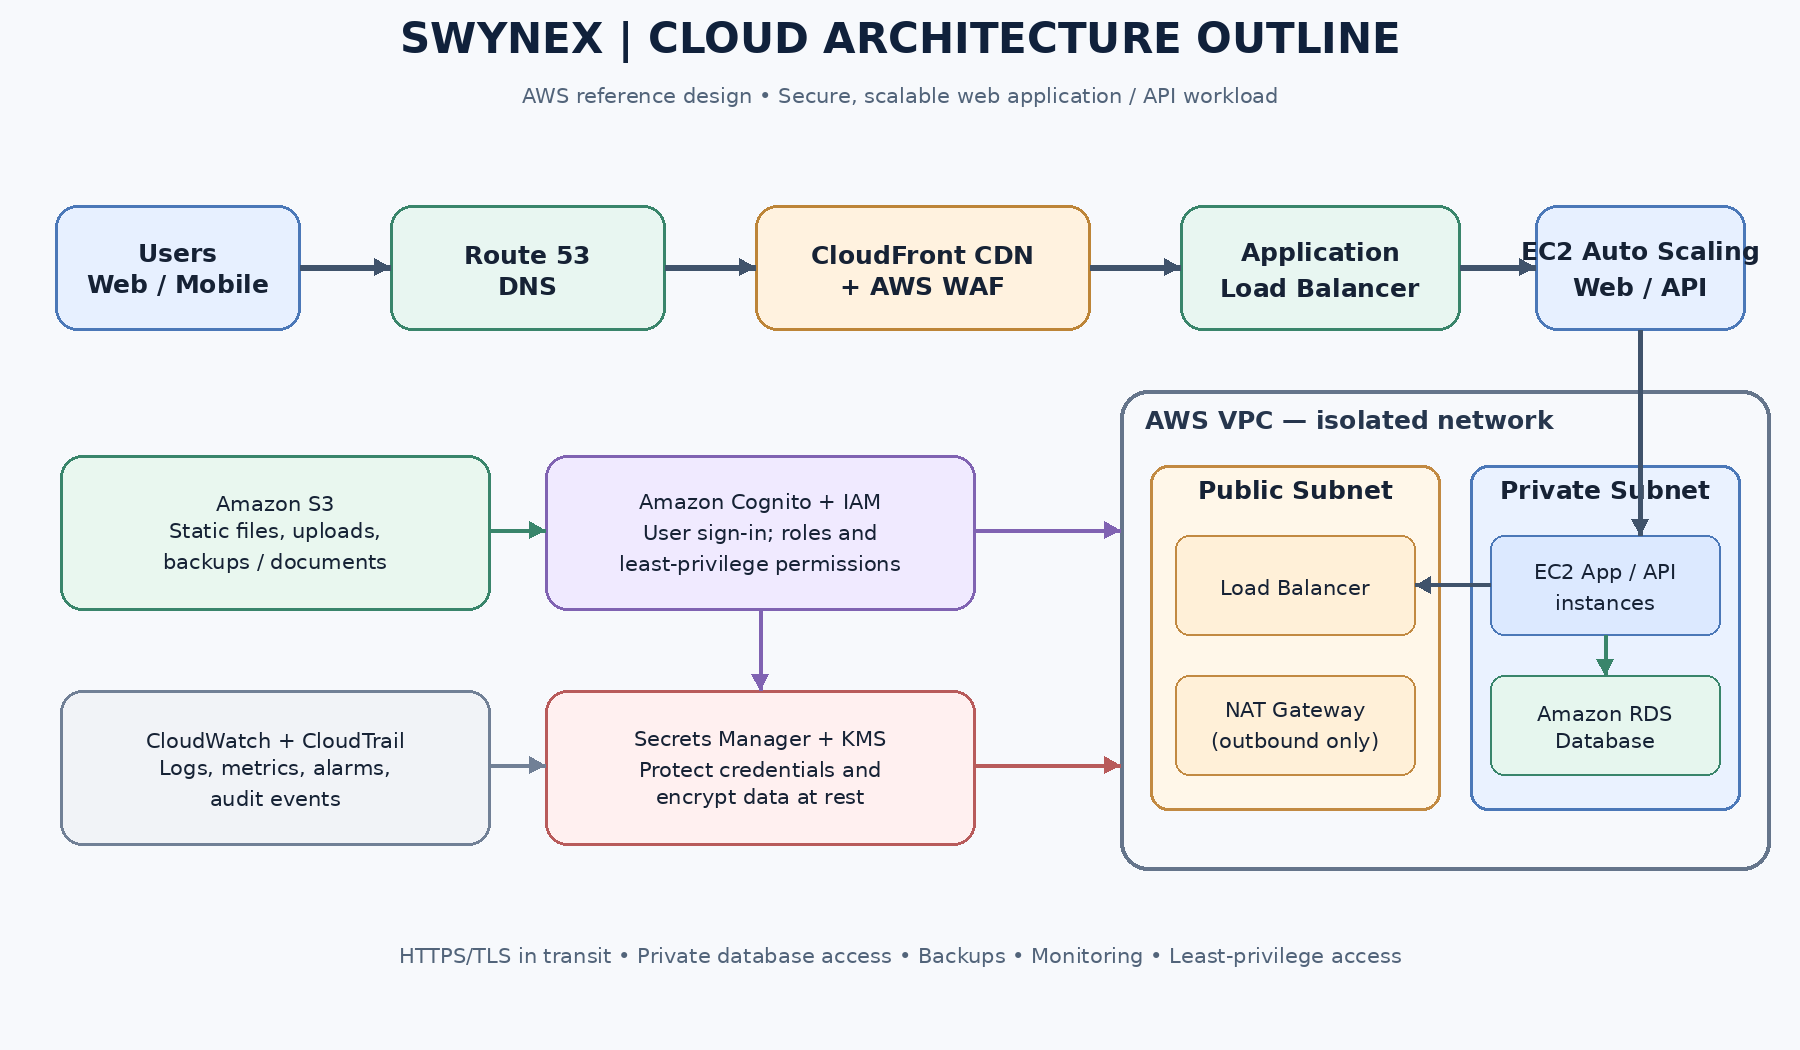 SWYNEX | CLOUD ARCHITECTURE OUTLINE
AWS reference design • Secure, scalable web application / API workload
Users
Web / Mobile
Route 53
DNS
CloudFront CDN
+ AWS WAF
Application
Load Balancer
EC2 Auto Scaling
Web / API
AWS VPC — isolated network
Amazon S3
Static files, uploads,
backups / documents
Amazon Cognito + IAM
User sign-in; roles and
least-privilege permissions
Public Subnet
Load Balancer
NAT Gateway
(outbound only)
Private Subnet
EC2 App / API
instances
Amazon RDS
Database
CloudWatch + CloudTrail
Logs, metrics, alarms,
audit events
Secrets Manager + KMS
Protect credentials and
encrypt data at rest
HTTPS/TLS in transit • Private database access • Backups • Monitoring • Least-privilege access